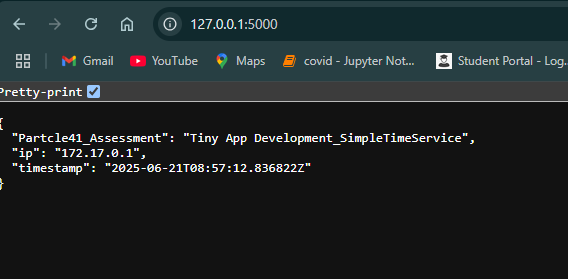 127.0.0.1:5000
Gmail YouTube Maps covid - Jupyter Not... Student Portal - Log...
Pretty-print
{
"Partcle41_Assessment": "Tiny App Development_SimpleTimeService",
"ip": "172.17.0.1",
"timestamp": "2025-06-21T08:57:12.836822Z"
}